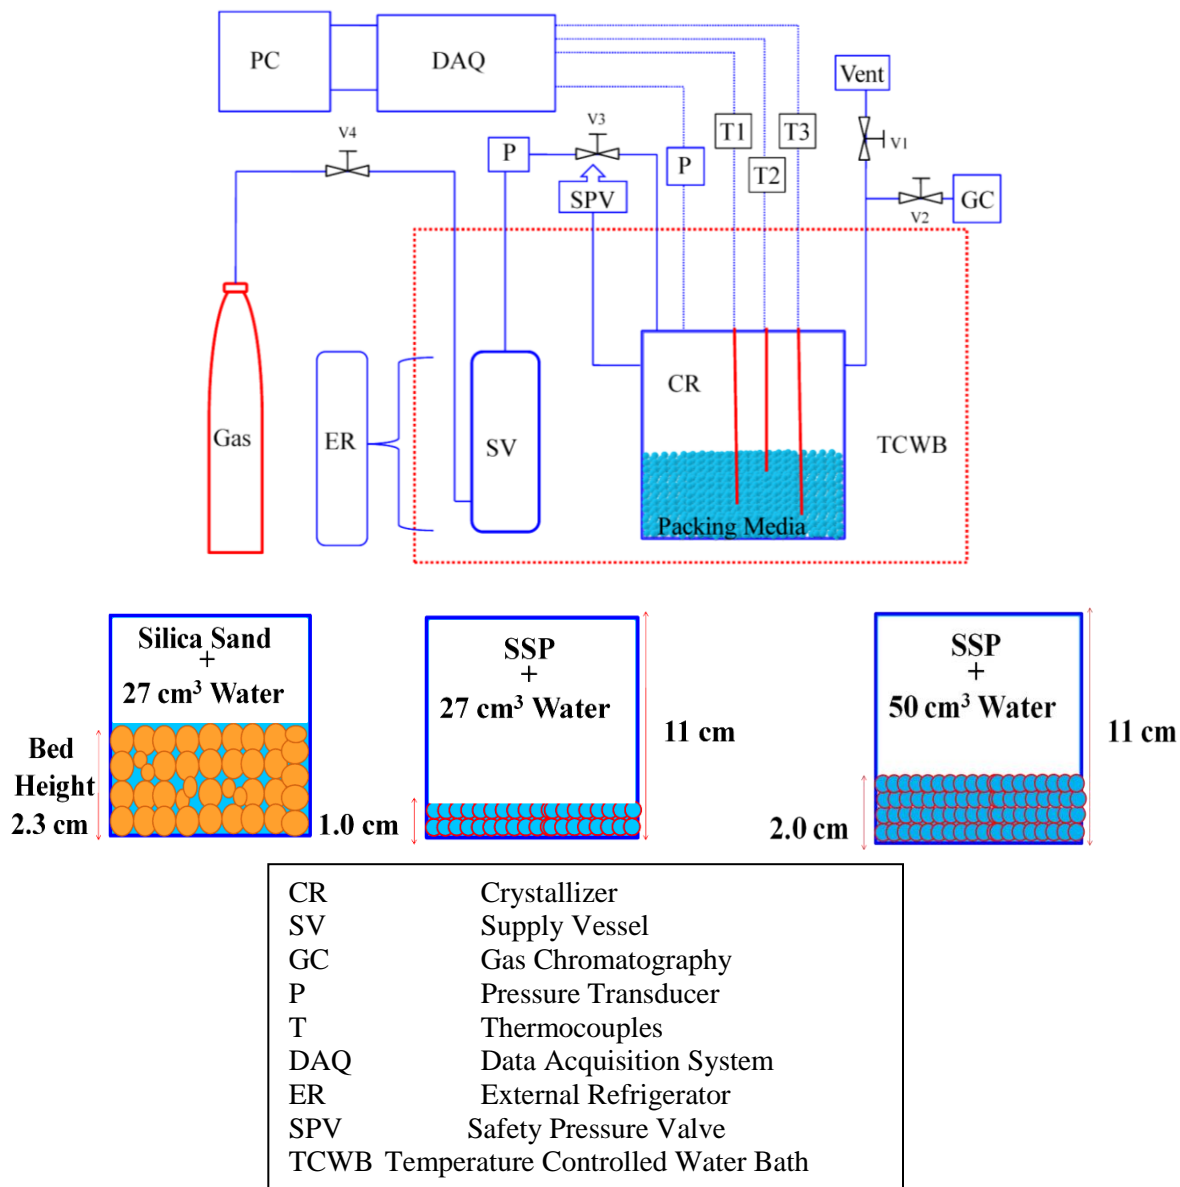 PC
DAQ
Vent
V4
V3
T1
T3
V1
P
P
T2
SPV
GC
V2
CR
Gas
ER
SV
TCWB
Packing Media
Silica Sand
+
27 cm³ Water
Bed
Height
2.3 cm
SSP
+
27 cm³ Water
11 cm
1.0 cm
SSP
+
50 cm³ Water
11 cm
2.0 cm
CR Crystallizer
SV Supply Vessel
GC Gas Chromatography
P Pressure Transducer
T Thermocouples
DAQ Data Acquisition System
ER External Refrigerator
SPV Safety Pressure Valve
TCWB Temperature Controlled Water Bath